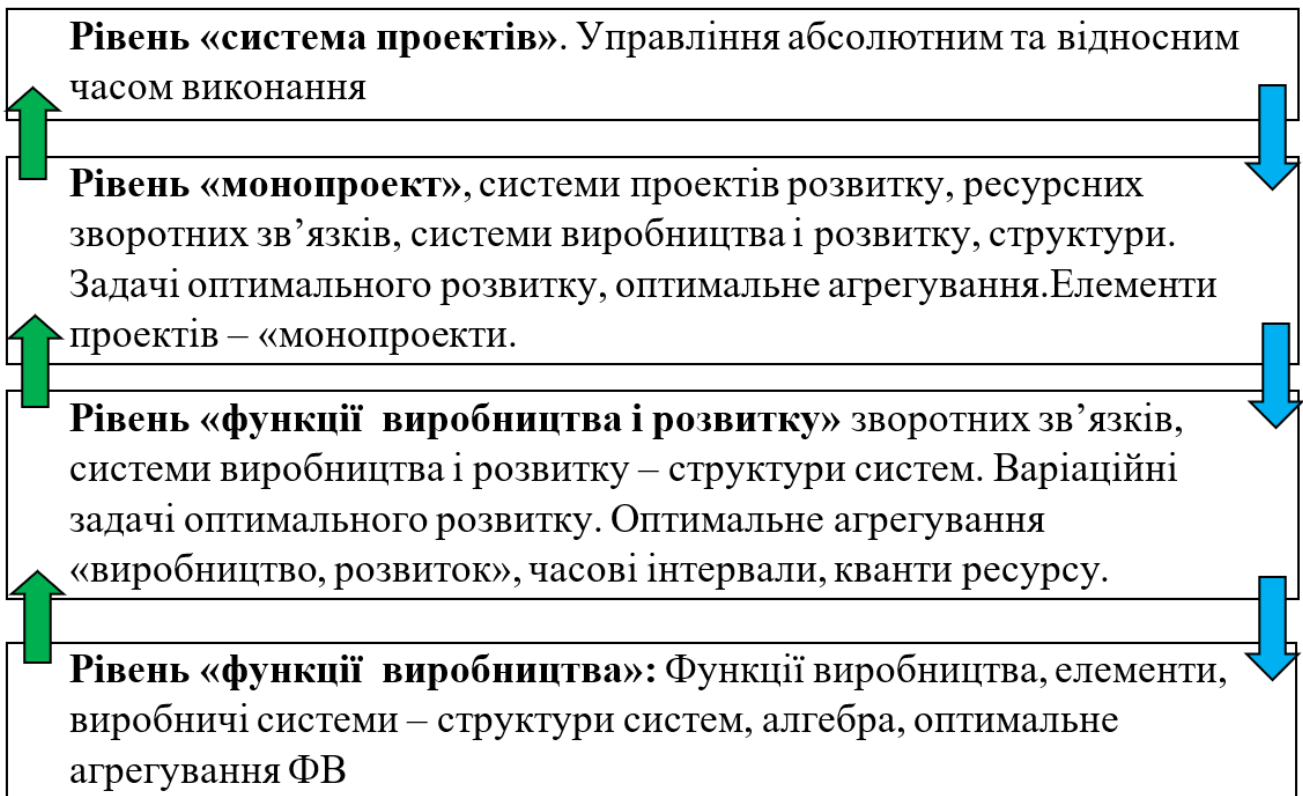 Рівень «система проектів». Управління абсолютним та відносним
часом виконання
Рівень «монопроект», системи проектів розвитку, ресурсних
зворотних зв’язків, системи виробництва і розвитку, структури.
Задачі оптимального розвитку, оптимальне агрегування.Елементи
проектів – «монопроекти.
Рівень «функції  виробництва і розвитку» зворотних зв’язків,
системи виробництва і розвитку – структури систем. Варіаційні
задачі оптимального розвитку. Оптимальне агрегування
«виробництво, розвиток», часові інтервали, кванти ресурсу.
Рівень «функції  виробництва»: Функції виробництва, елементи,
виробничі системи – структури систем, алгебра, оптимальне
агрегування ФВ